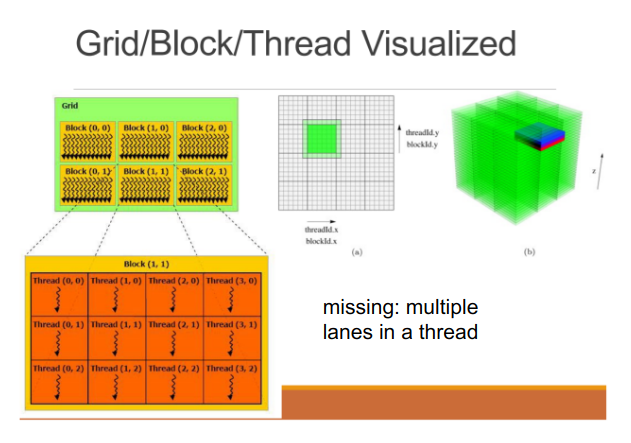 Grid/Block/Thread Visualized
Grid
Block (0, 0) Block (1, 0) Block (2, 0)
Block (0, 1) Block (1, 1) Block (2, 1)
Block (1, 1)
Thread (0, 0) Thread (1, 0) Thread (2, 0) Thread (3, 0)
Thread (0, 1) Thread (1, 1) Thread (2, 1) Thread (3, 1)
Thread (0, 2) Thread (1, 2) Thread (2, 2) Thread (3, 2)
threadId.y
blockId.y
threadId.x
blockId.x
(a)
z
(b)
missing: multiple
lanes in a thread